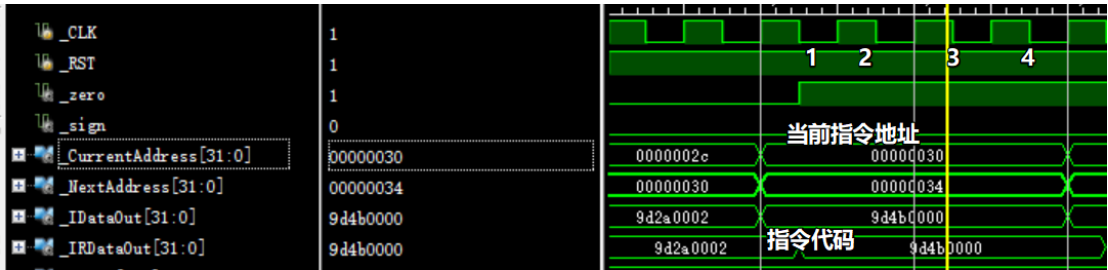 _CLK 1
_RST 1 1 2 3 4
_zero 1
_sign 0
当前指令地址
_CurrentAddress[31:0] 00000030 0000002c 00000030
_NextAddress[31:0] 00000034 00000030 00000034
_IDataOut[31:0] 9d4b0000 9d2a0002 9d4b0000
指令代码
_IRDataOut[31:0] 9d4b0000 9d2a0002 9d4b0000